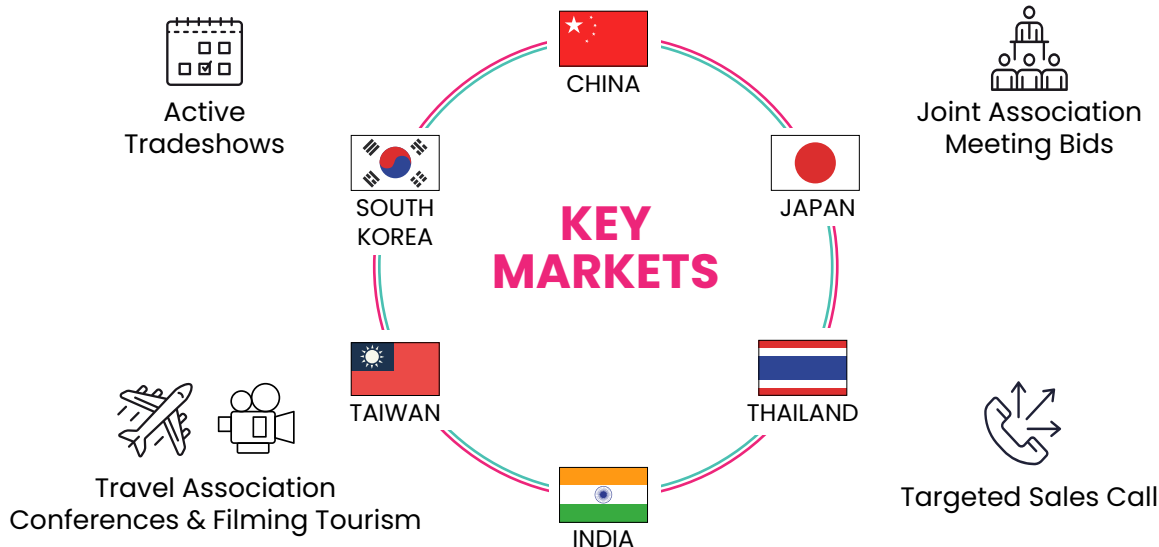 CHINA
Active
Tradeshows
Joint Association
Meeting Bids
SOUTH
KOREA
JAPAN
KEY
MARKETS
TAIWAN
THAILAND
Travel Association
Conferences & Filming Tourism
Targeted Sales Call
INDIA